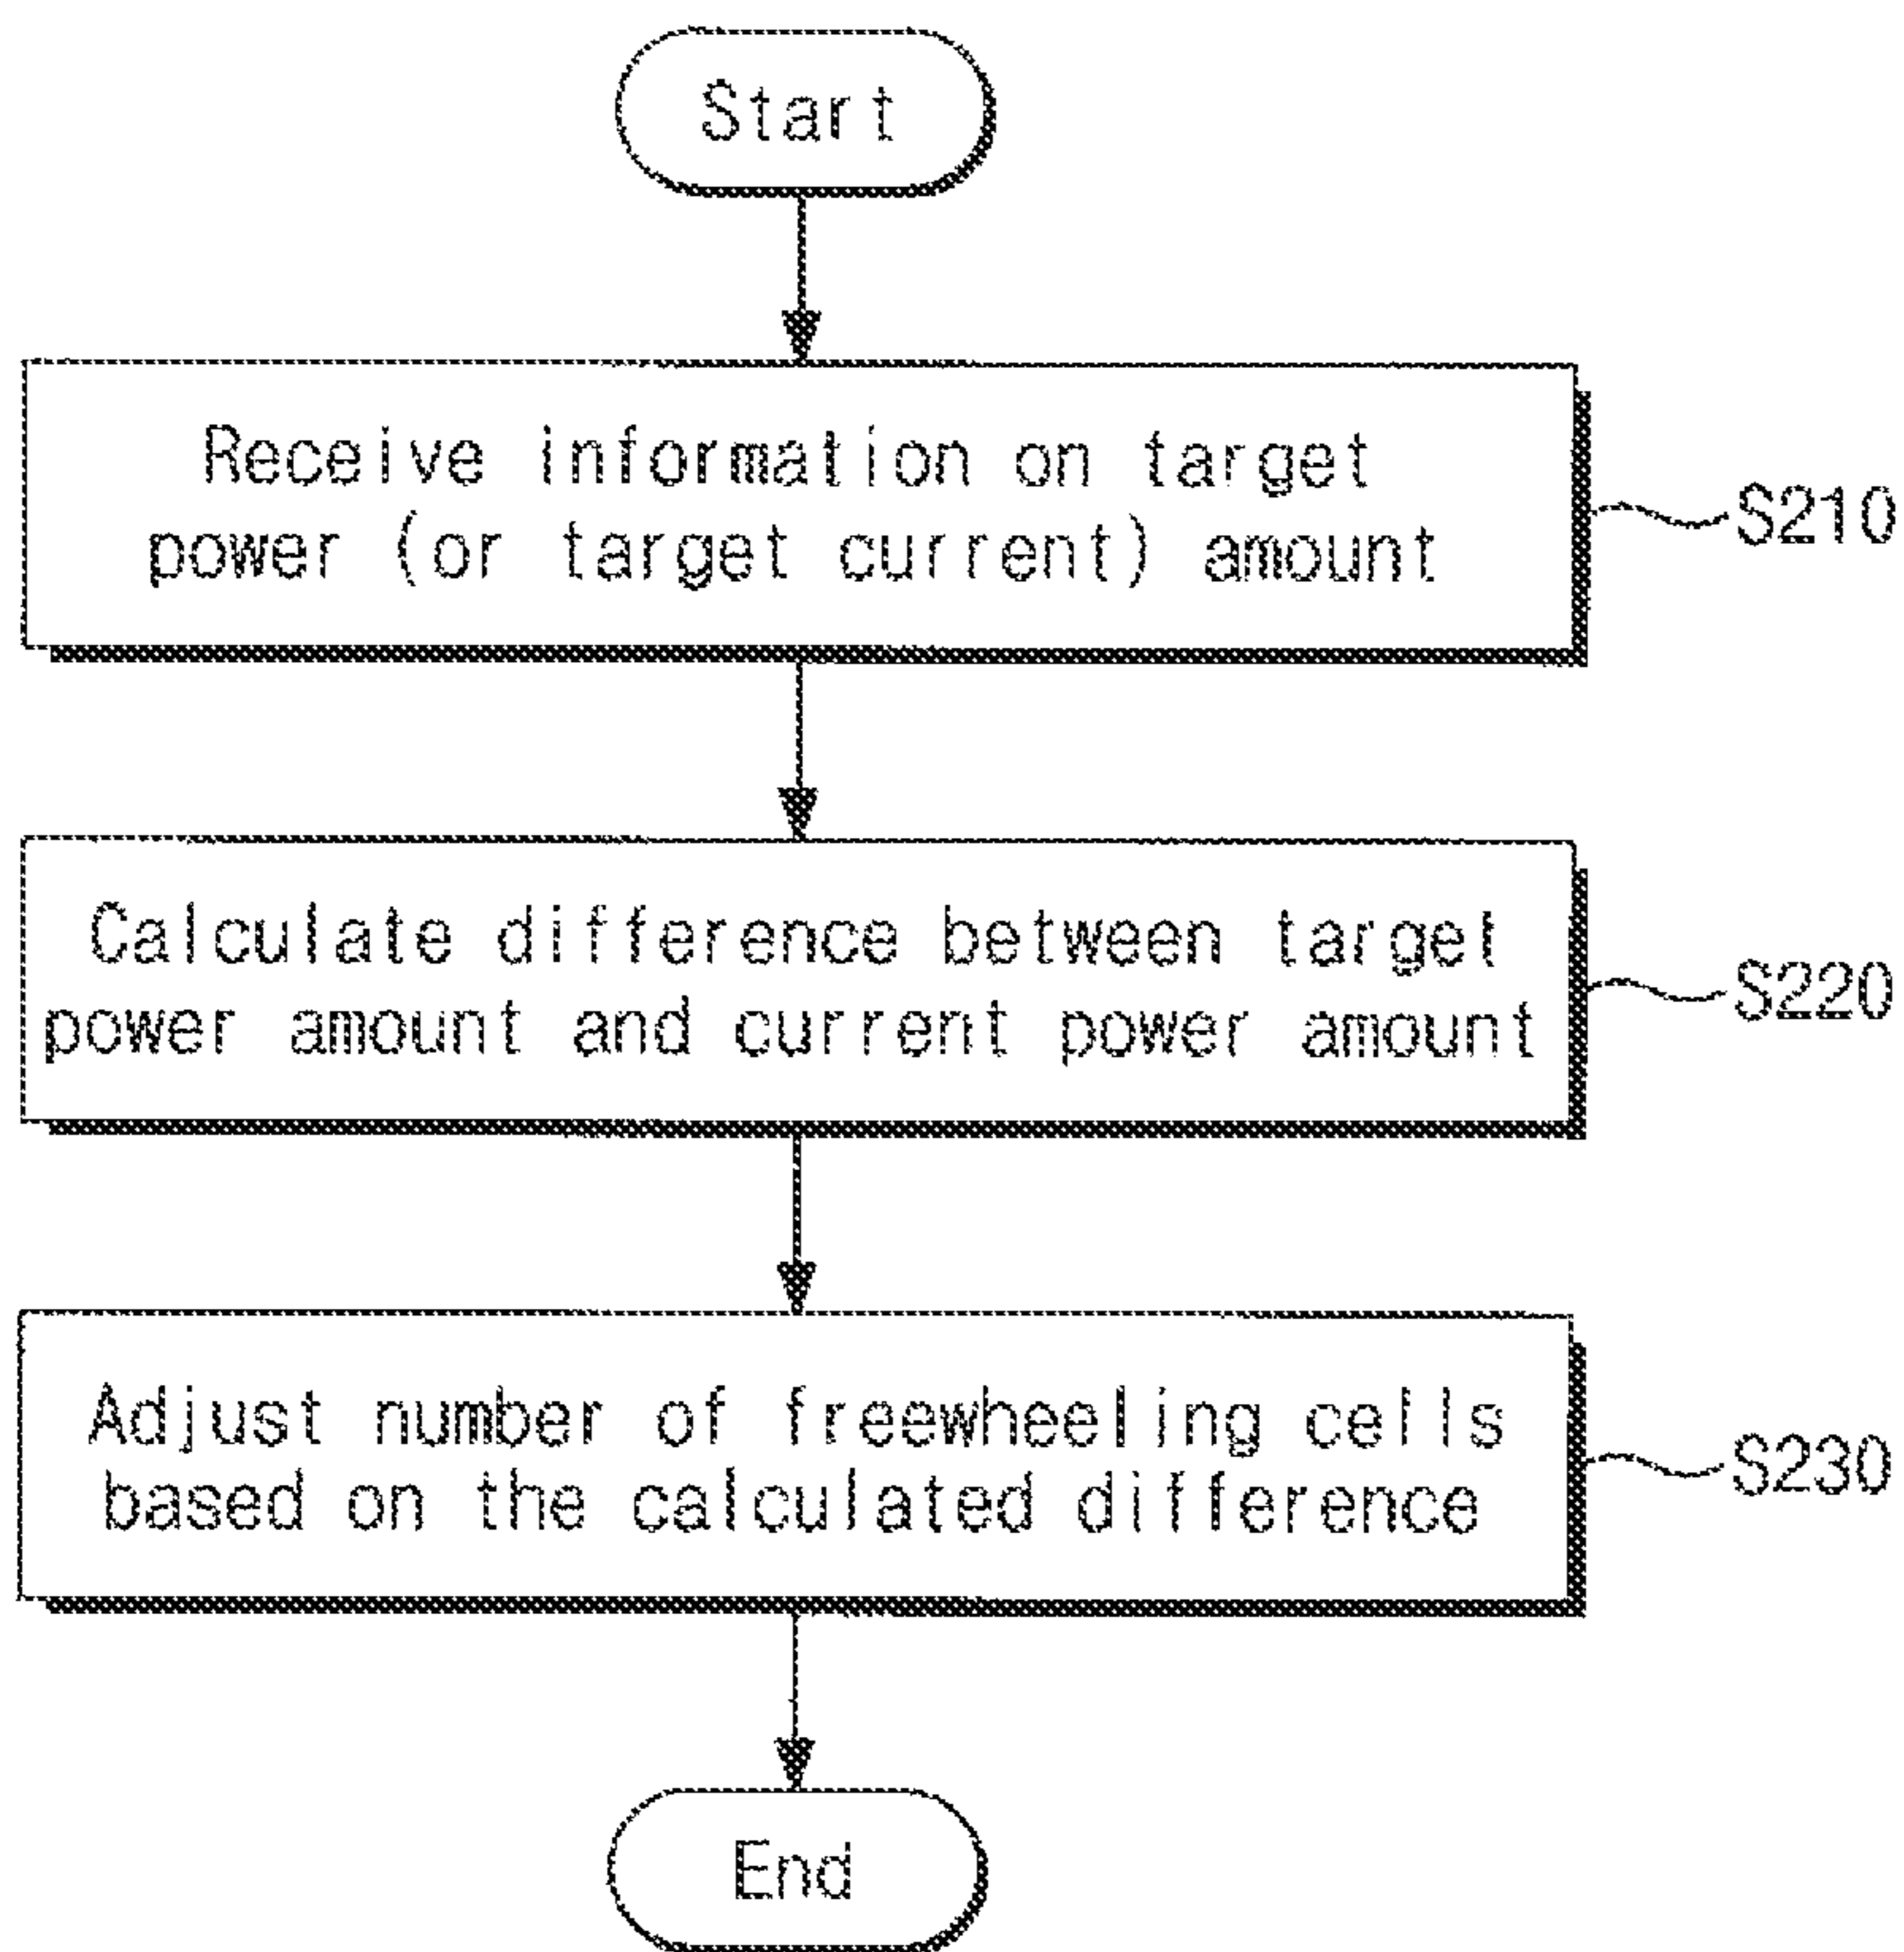 Start
Receive information on target
power (or target current) amount
S210
Calculate difference between target
power amount and current power amount
S220
Adjust number of freewheeling cells
based on the calculated difference
S230
End